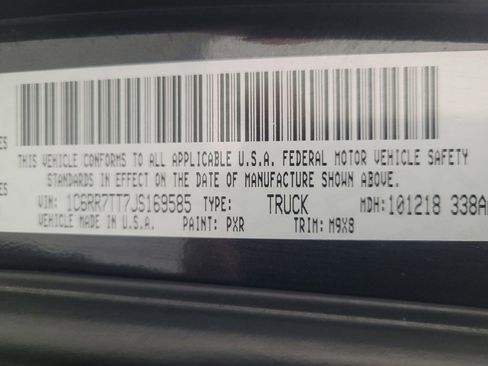 THIS VEHICLE CONFORMS TO ALL APPLICABLE U.S.A. FEDERAL MOTOR VEHICLE SAFETY
STANDARDS IN EFFECT ON THE DATE OF MANUFACTURE SHOWN ABOVE.
VIN: 1C6RR7TT7JS169585 TYPE: TRUCK MDH: 101218 338A
VEHICLE MADE IN U.S.A. PAINT: PXR TRIM: M9X8